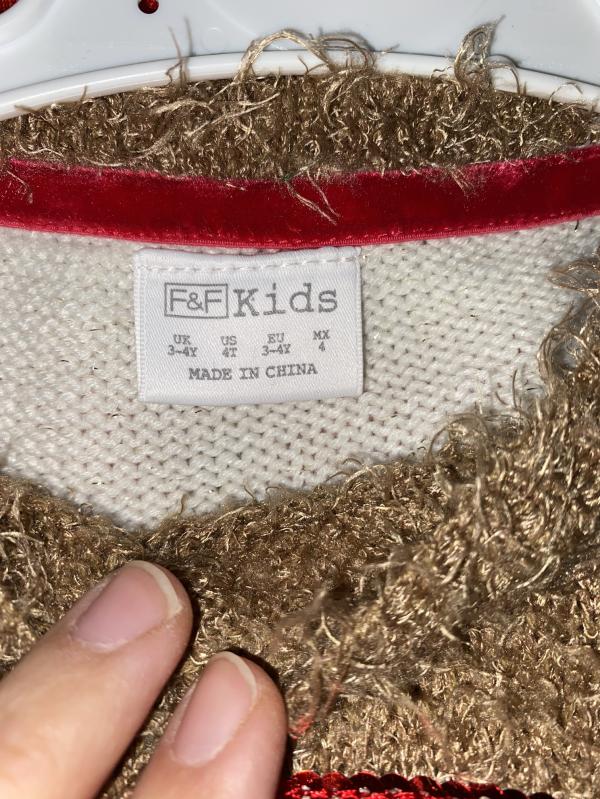 F&F Kids
UK US EU MX
3-4Y 4T 3-4Y 4
MADE IN CHINA